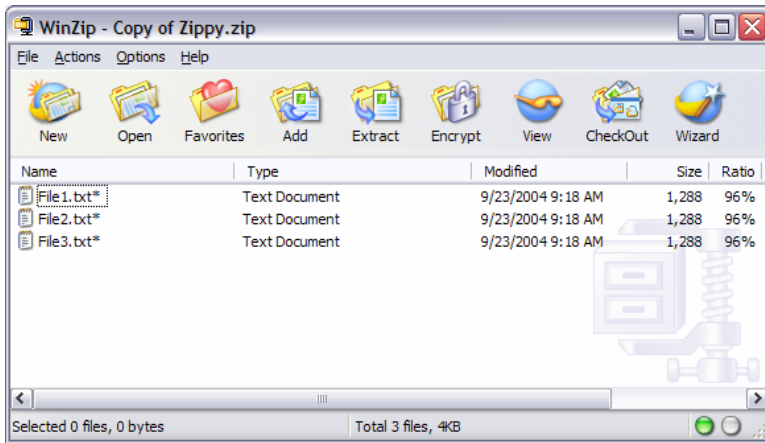 WinZip - Copy of Zippy.zip
File Actions Options Help
New Open Favorites Add Extract Encrypt View CheckOut Wizard
Name Type Modified Size Ratio
File1.txt* Text Document 9/23/2004 9:18 AM 1,288 96%
File2.txt* Text Document 9/23/2004 9:18 AM 1,288 96%
File3.txt* Text Document 9/23/2004 9:18 AM 1,288 96%
Selected 0 files, 0 bytes Total 3 files, 4KB